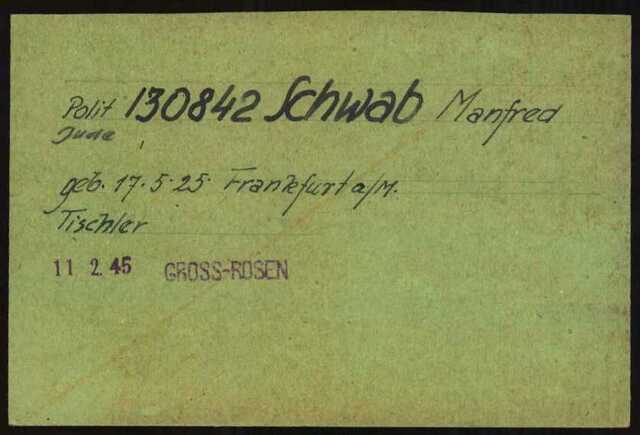 Polit 130842 Schwab Manfred
Jude
geb. 17.5.25 Frankfurt a/M.
Tischler
11 2. 45 GROSS-ROSEN